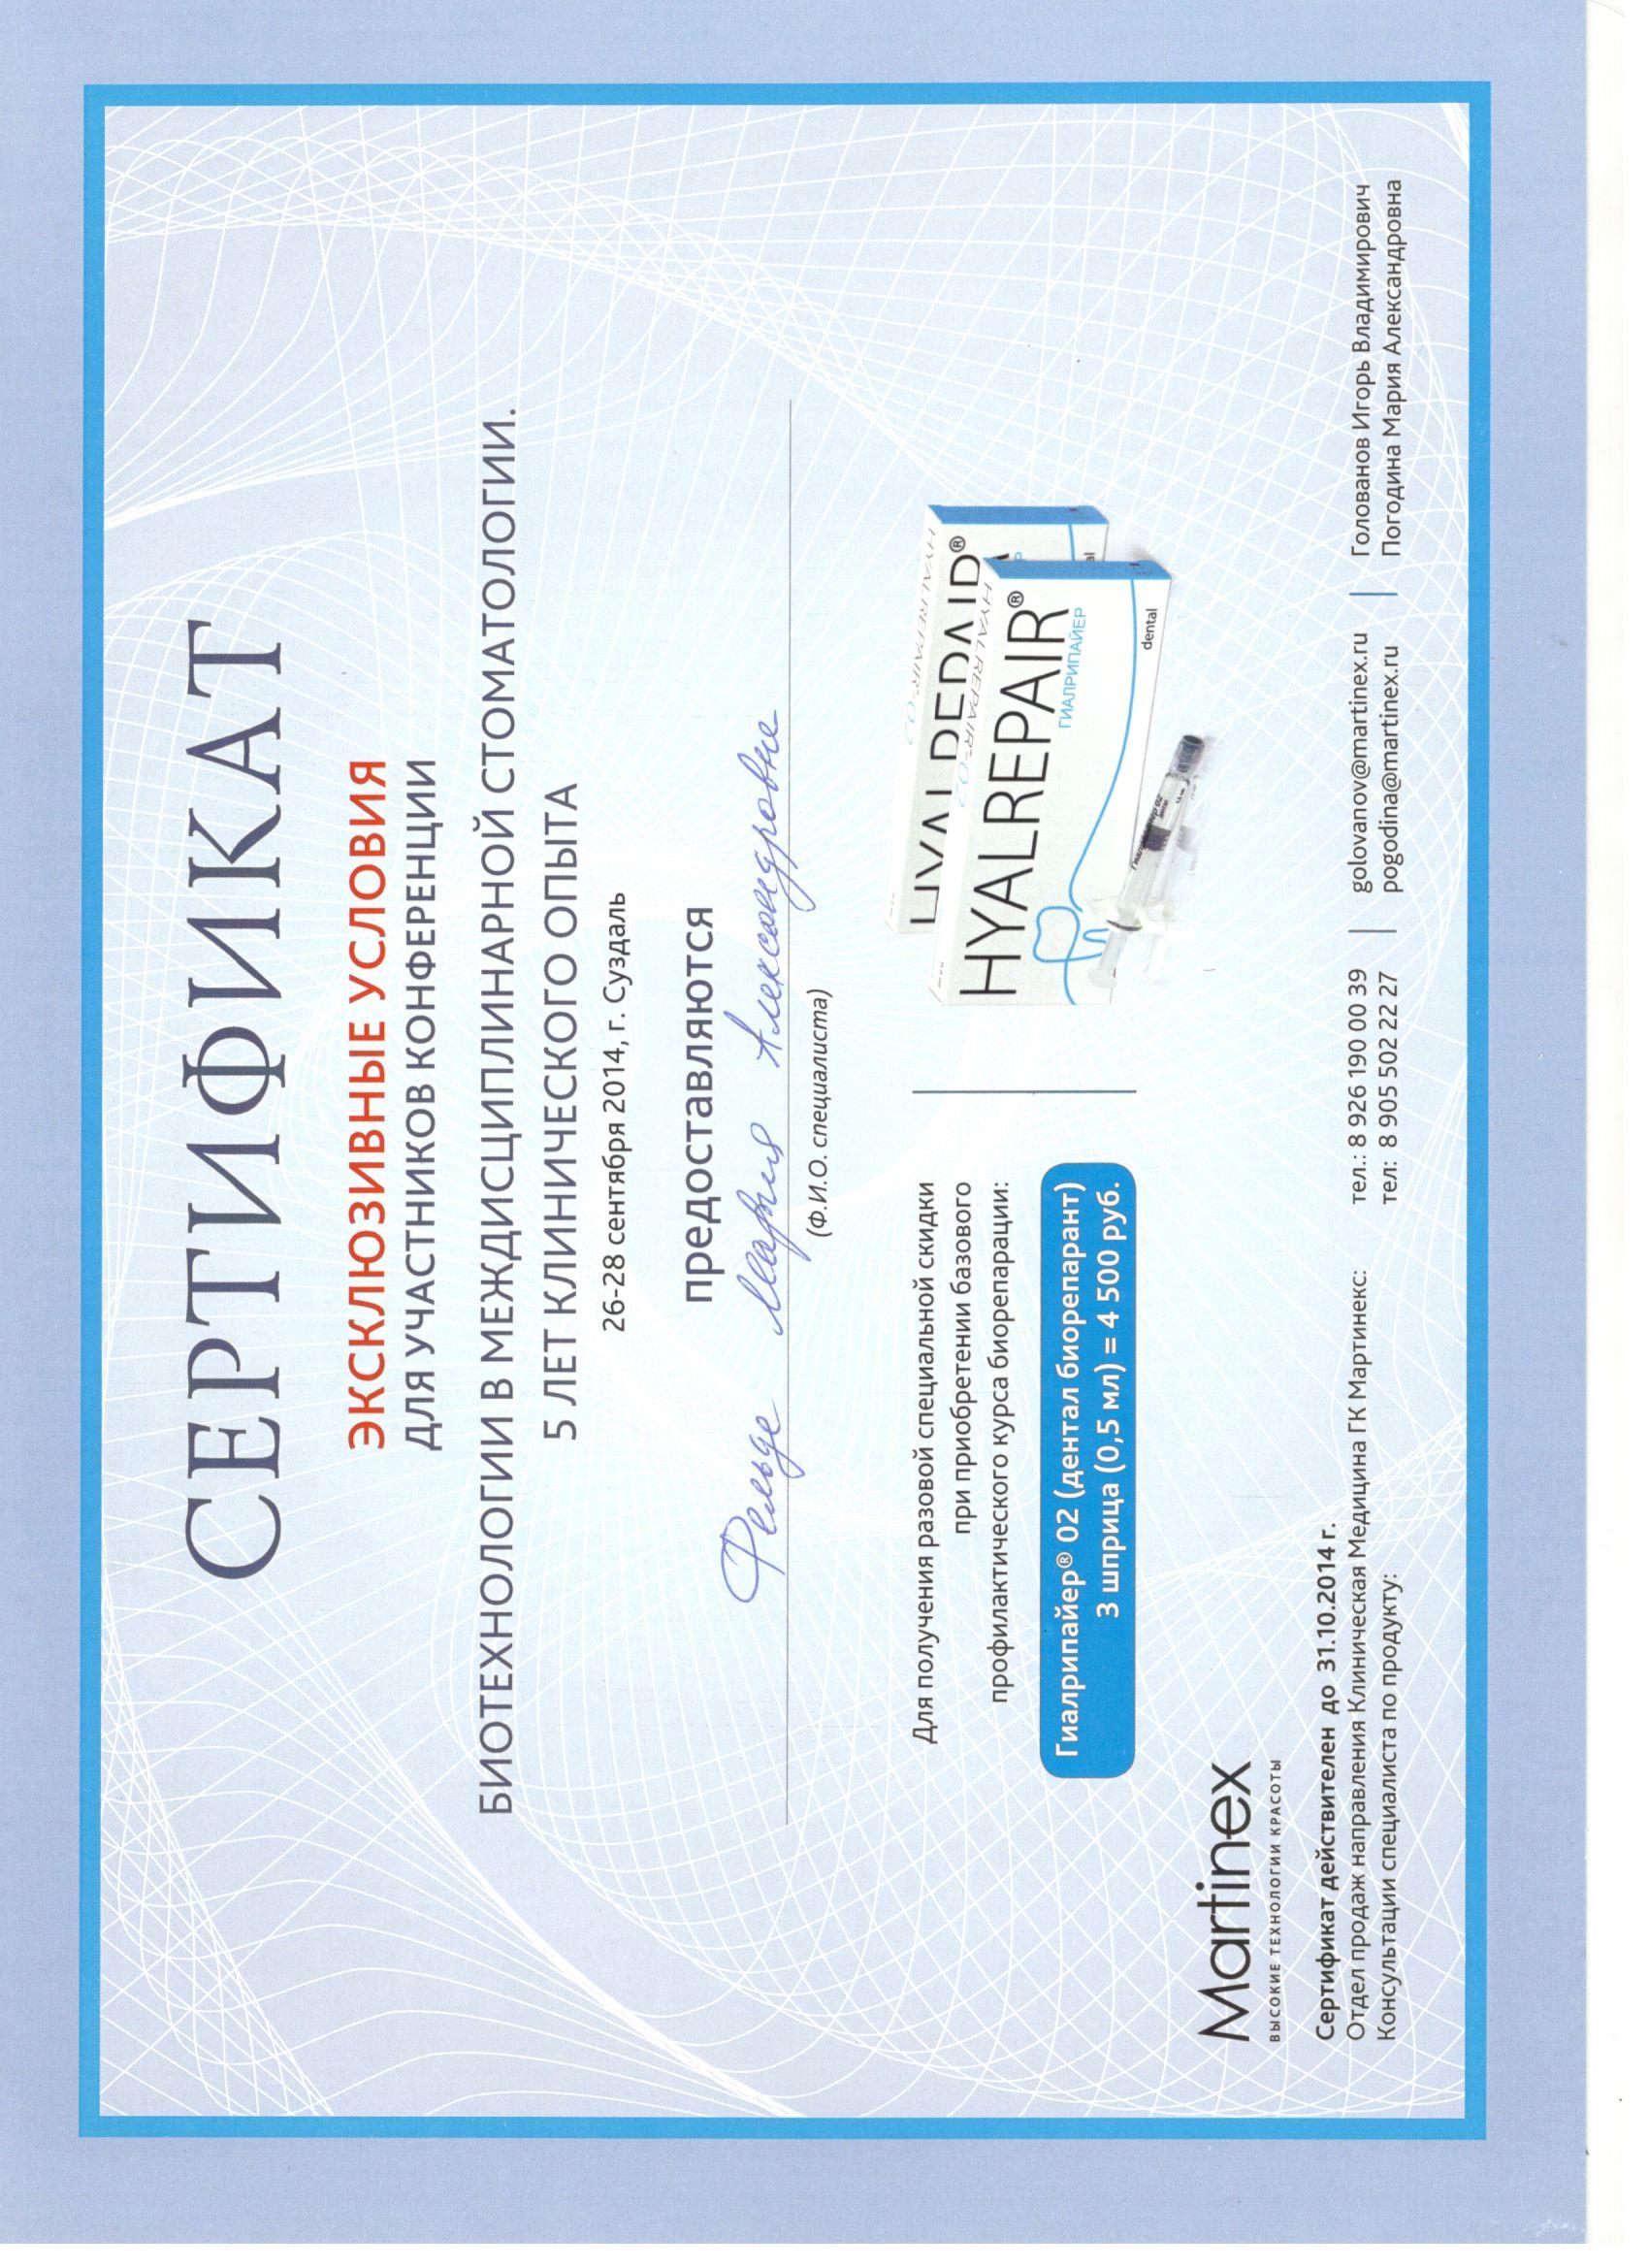 СЕРТИФИКАТ
ЭКСКЛЮЗИВНЫЕ УСЛОВИЯ
ДЛЯ УЧАСТНИКОВ КОНФЕРЕНЦИИ
БИОТЕХНОЛОГИИ В МЕЖДИСЦИПЛИНАРНОЙ СТОМАТОЛОГИИ.
5 ЛЕТ КЛИНИЧЕСКОГО ОПЫТА
26-28 сентября 2014, г. Суздаль
предоставляются
Фельде Мария Александровне
(Ф.И.О. специалиста)
Для получения разовой специальной скидки
при приобретении базового
профилактического курса биорепарации:
Гиалрипайер® 02 (дентал биорепарант)
3 шприца (0,5 мл) = 4 500 руб.
HYALREPAIR®
HYALREPAIR® 02
HYALREPAIR®
ГИАЛРИПАЙЕР
dental
Martinex
ВЫСОКИЕ ТЕХНОЛОГИИ КРАСОТЫ
Сертификат действителен до 31.10.2014 г.
Отдел продаж направления Клиническая Медицина ГК Мартинекс: тел.: 8 926 190 00 39 | golovanov@martinex.ru | Голованов Игорь Владимирович
Консультации специалиста по продукту: тел: 8 905 502 22 27 | pogodina@martinex.ru | Погодина Мария Александровна